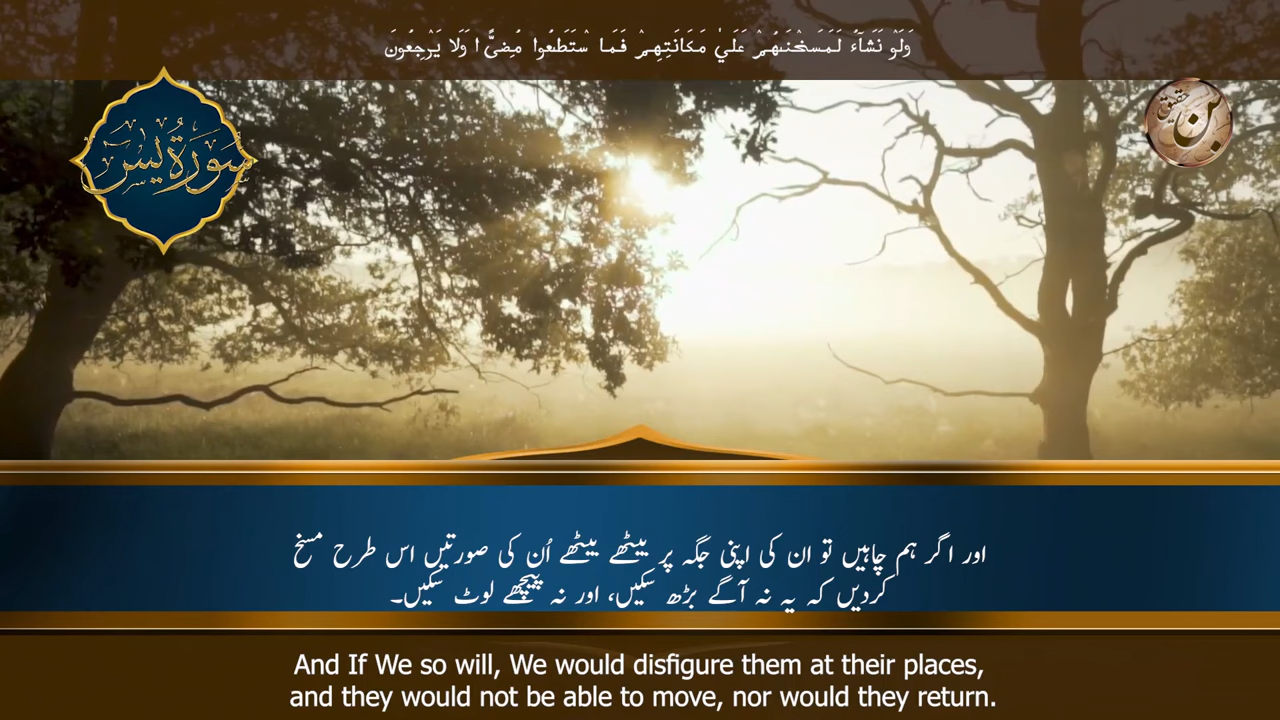 وَلَوْ نَشَآءُ لَمَسَخْنٰهُمْ عَلٰي مَكَانَتِهِمْ فَمَا سْتَطَعُوا مُضِيًّا وَلَا يَرْجِعُونَ
سورة يس
اور اگر ہم چاہیں تو ان کی اپنی جگہ پر بیٹھے بیٹھے اُن کی صورتیں اس طرح مسخ
کردیں کہ یہ نہ آگے بڑھ سکیں، اور نہ پیچھے لوٹ سکیں۔
And If We so will, We would disfigure them at their places,
and they would not be able to move, nor would they return.